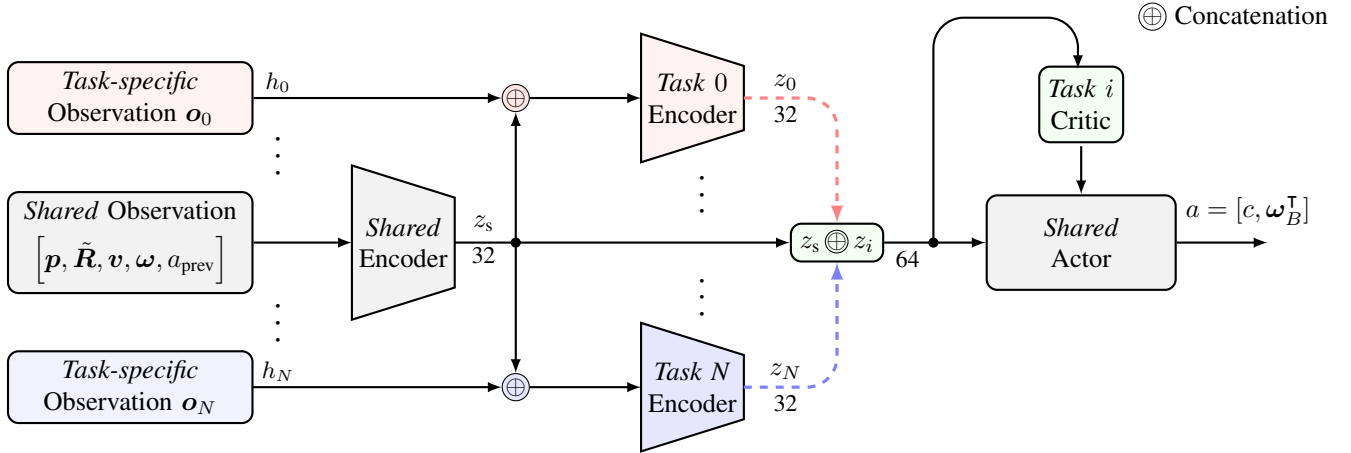 ⊕ Concatenation
Task-specific
Observation o₀
h₀
⊕
Task 0
Encoder
z₀
32
Task i
Critic
Shared Observation
[p, R̃, v, ω, a_prev]
Shared
Encoder
z_s
32
z_s ⊕ z_i
64
Shared
Actor
a = [c, ω_B^⊤]
Task-specific
Observation o_N
h_N
⊕
Task N
Encoder
z_N
32